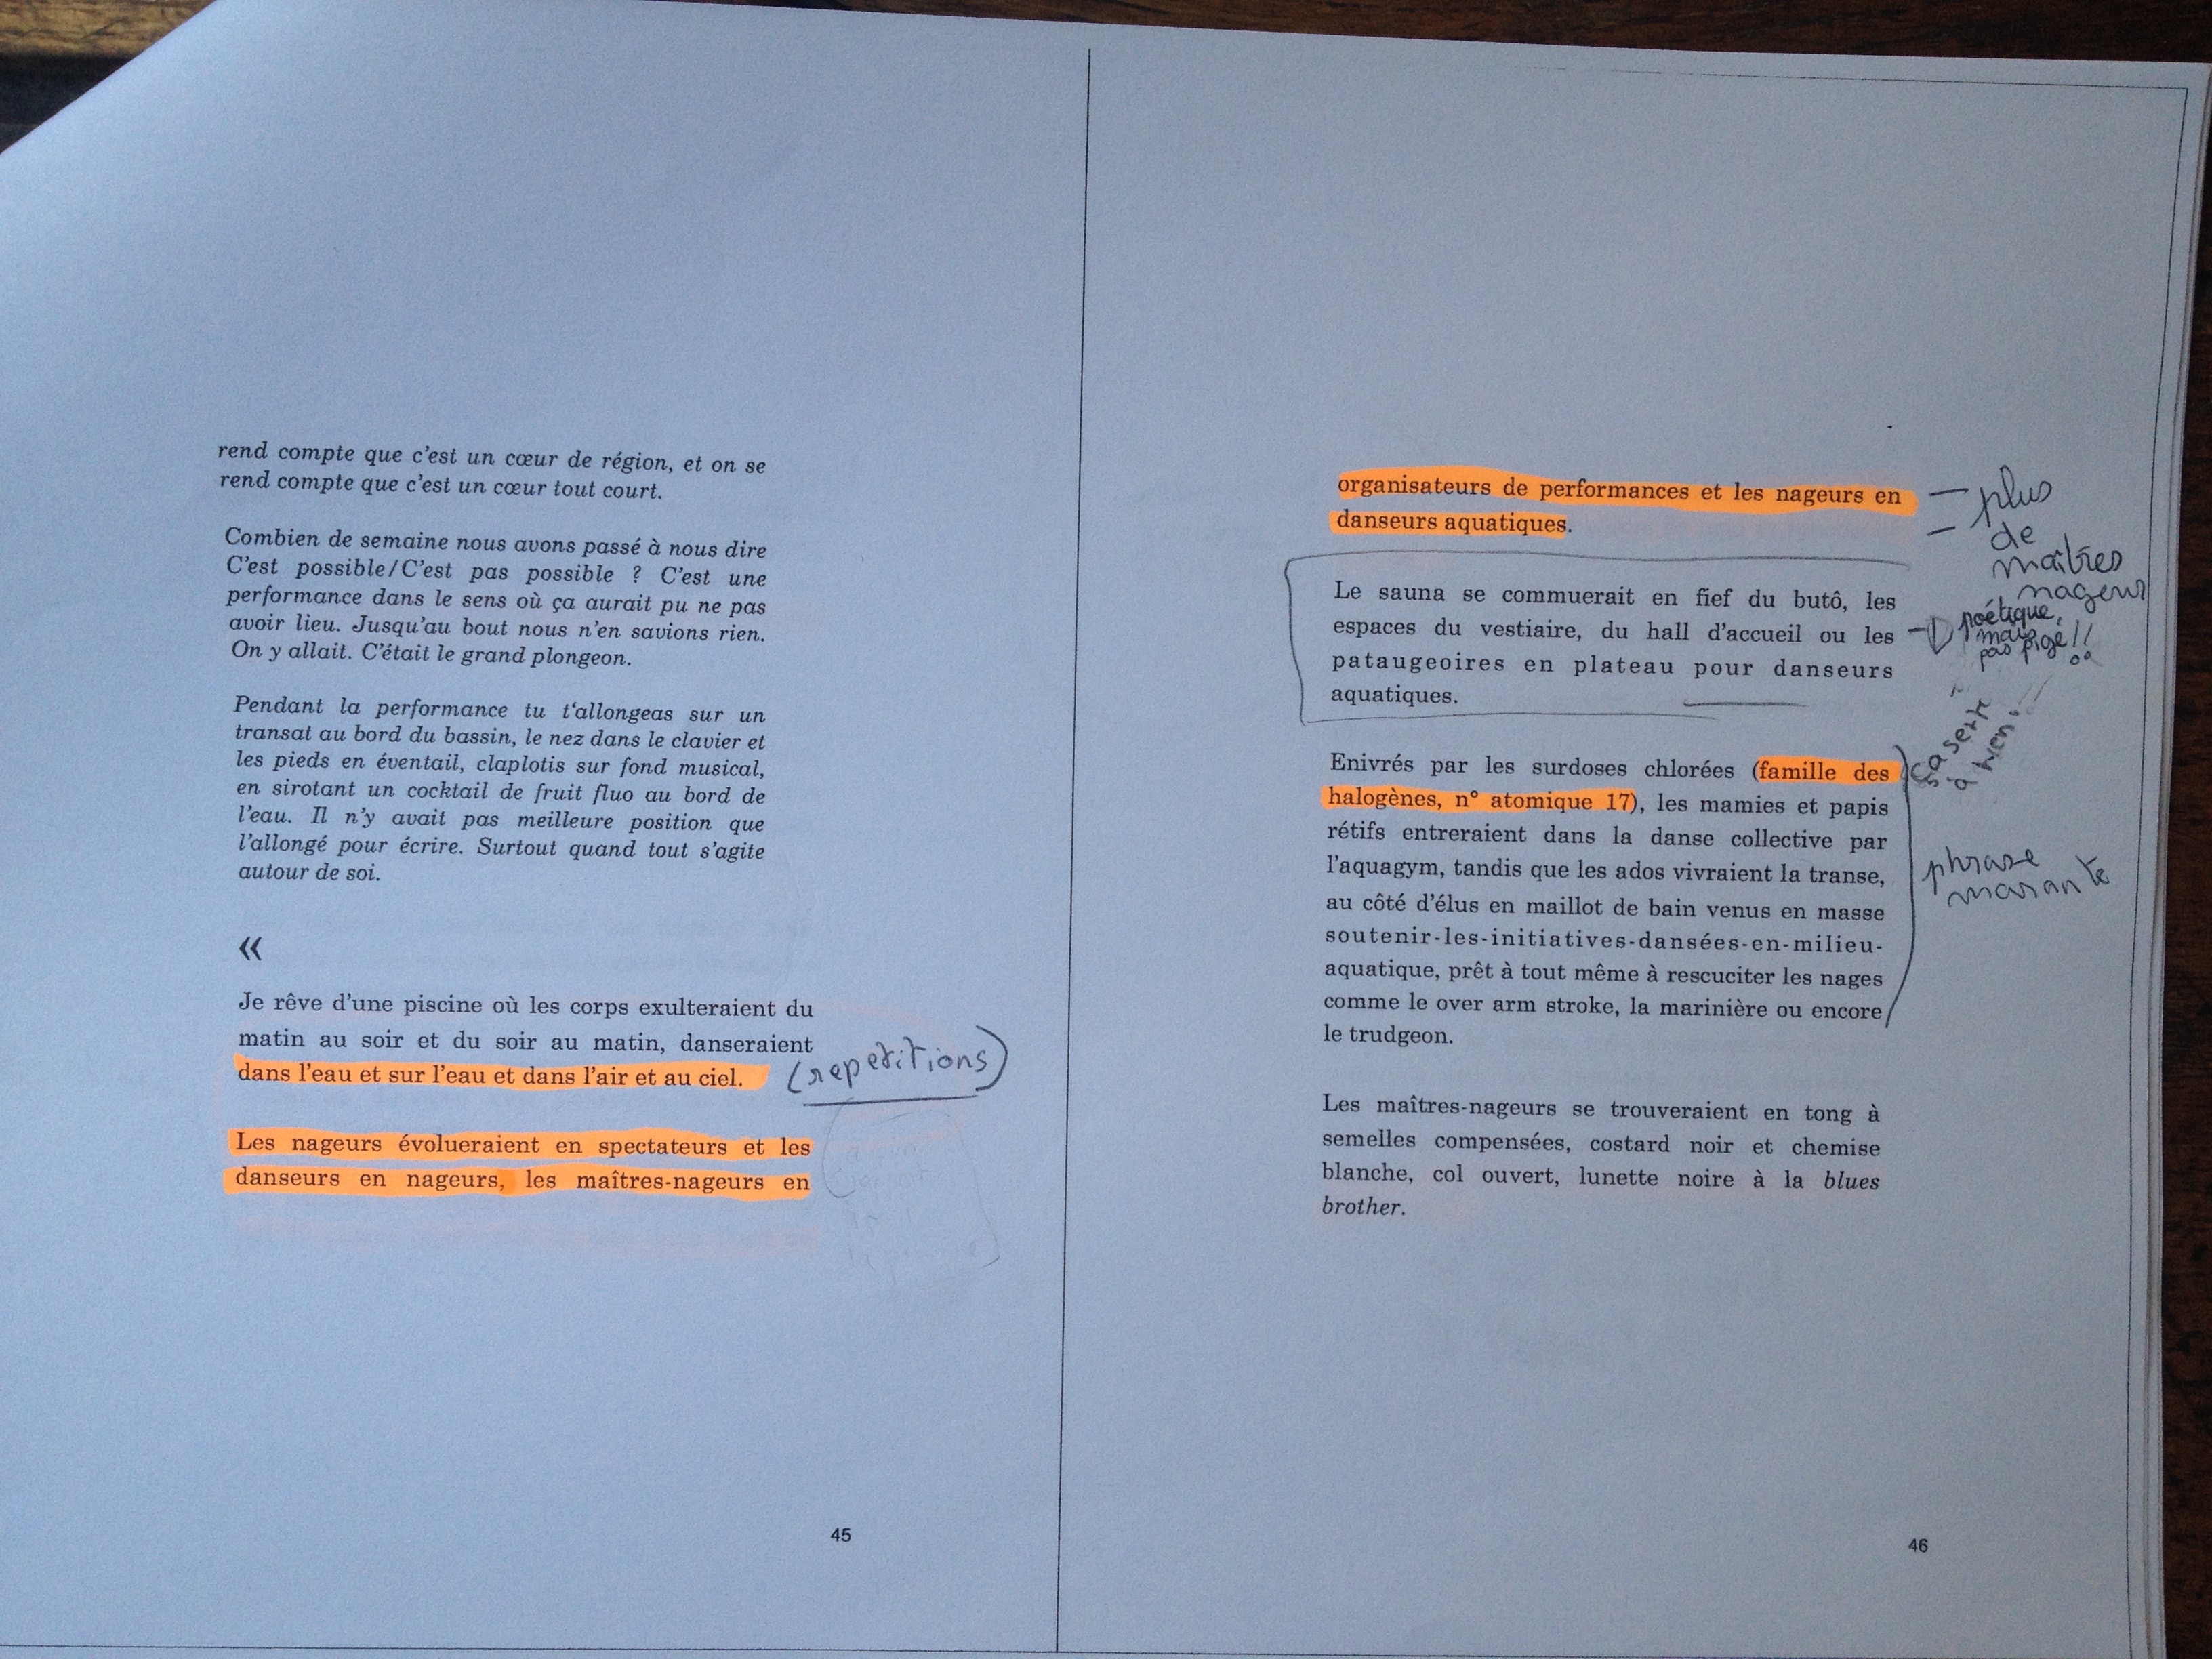 rend compte que c'est un cœur de région, et on se
rend compte que c'est un cœur tout court.
Combien de semaine nous avons passé à nous dire
C'est possible/C'est pas possible ? C'est une
performance dans le sens où ça aurait pu ne pas
avoir lieu. Jusqu'au bout nous n'en savions rien.
On y allait. C'était le grand plongeon.
Pendant la performance tu t'allongeas sur un
transat au bord du bassin, le nez dans le clavier et
les pieds en éventail, claplotis sur fond musical,
en sirotant un cocktail de fruit fluo au bord de
l'eau. Il n'y avait pas meilleure position que
l'allongé pour écrire. Surtout quand tout s'agite
autour de soi.
«
Je rêve d'une piscine où les corps exulteraient du
matin au soir et du soir au matin, danseraient
dans l'eau et sur l'eau et dans l'air et au ciel.
(repetitions)
Les nageurs évolueraient en spectateurs et les
danseurs en nageurs, les maîtres-nageurs en
45
organisateurs de performances et les nageurs en
danseurs aquatiques.
plus
de
maîtres
nageurs
Le sauna se commuerait en fief du butô, les
espaces du vestiaire, du hall d'accueil ou les
pataugeoires en plateau pour danseurs
aquatiques.
poétique,
mais
pas pigé !!
Enivrés par les surdoses chlorées (famille des
halogènes, n° atomique 17), les mamies et papis
rétifs entreraient dans la danse collective par
l'aquagym, tandis que les ados vivraient la transe,
au côté d'élus en maillot de bain venus en masse
soutenir-les-initiatives-dansées-en-milieu-
aquatique, prêt à tout même à rescuciter les nages
comme le over arm stroke, la marinière ou encore
le trudgeon.
ça sert
à rien !
phrase
marante
Les maîtres-nageurs se trouveraient en tong à
semelles compensées, costard noir et chemise
blanche, col ouvert, lunette noire à la blues
brother.
46